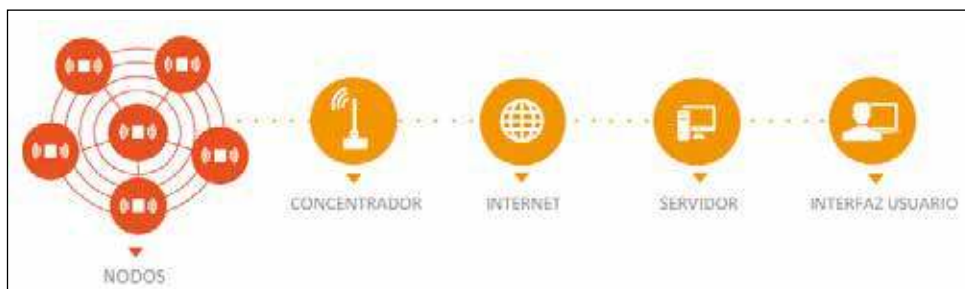 CONCENTRADOR
INTERNET
SERVIDOR
INTERFAZ USUARIO
NODOS